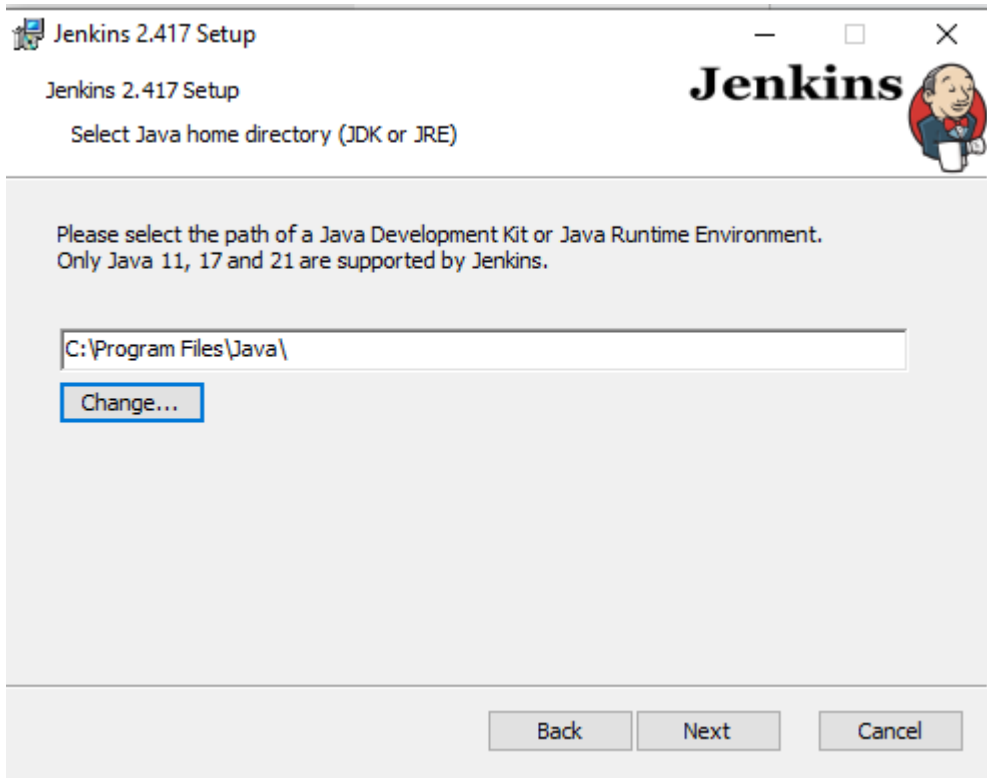 Jenkins 2.417 Setup
Jenkins 2.417 Setup
Jenkins
Select Java home directory (JDK or JRE)
Please select the path of a Java Development Kit or Java Runtime Environment.
Only Java 11, 17 and 21 are supported by Jenkins.
C:\Program Files\Java\
Change...
Back Next Cancel